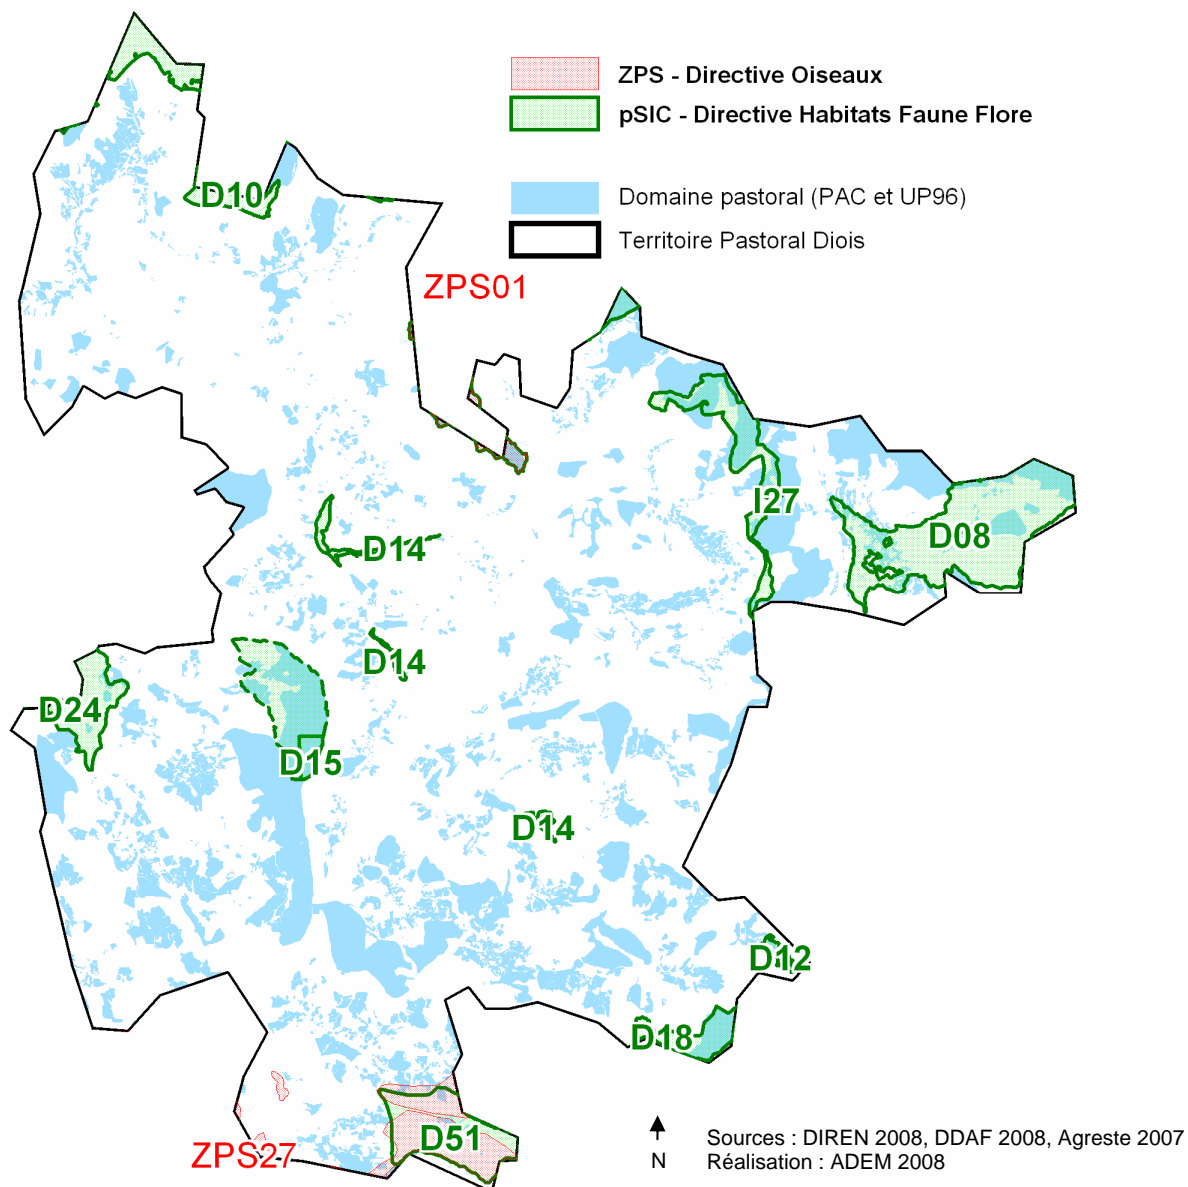 ZPS - Directive Oiseaux
pSIC - Directive Habitats Faune Flore
D10
Domaine pastoral (PAC et UP96)
Territoire Pastoral Diois
ZPS01
I27
D08
D14
D14
D24
D15
D14
D12
D18
D51
ZPS27
N
Sources : DIREN 2008, DDAF 2008, Agreste 2007
Réalisation : ADEM 2008